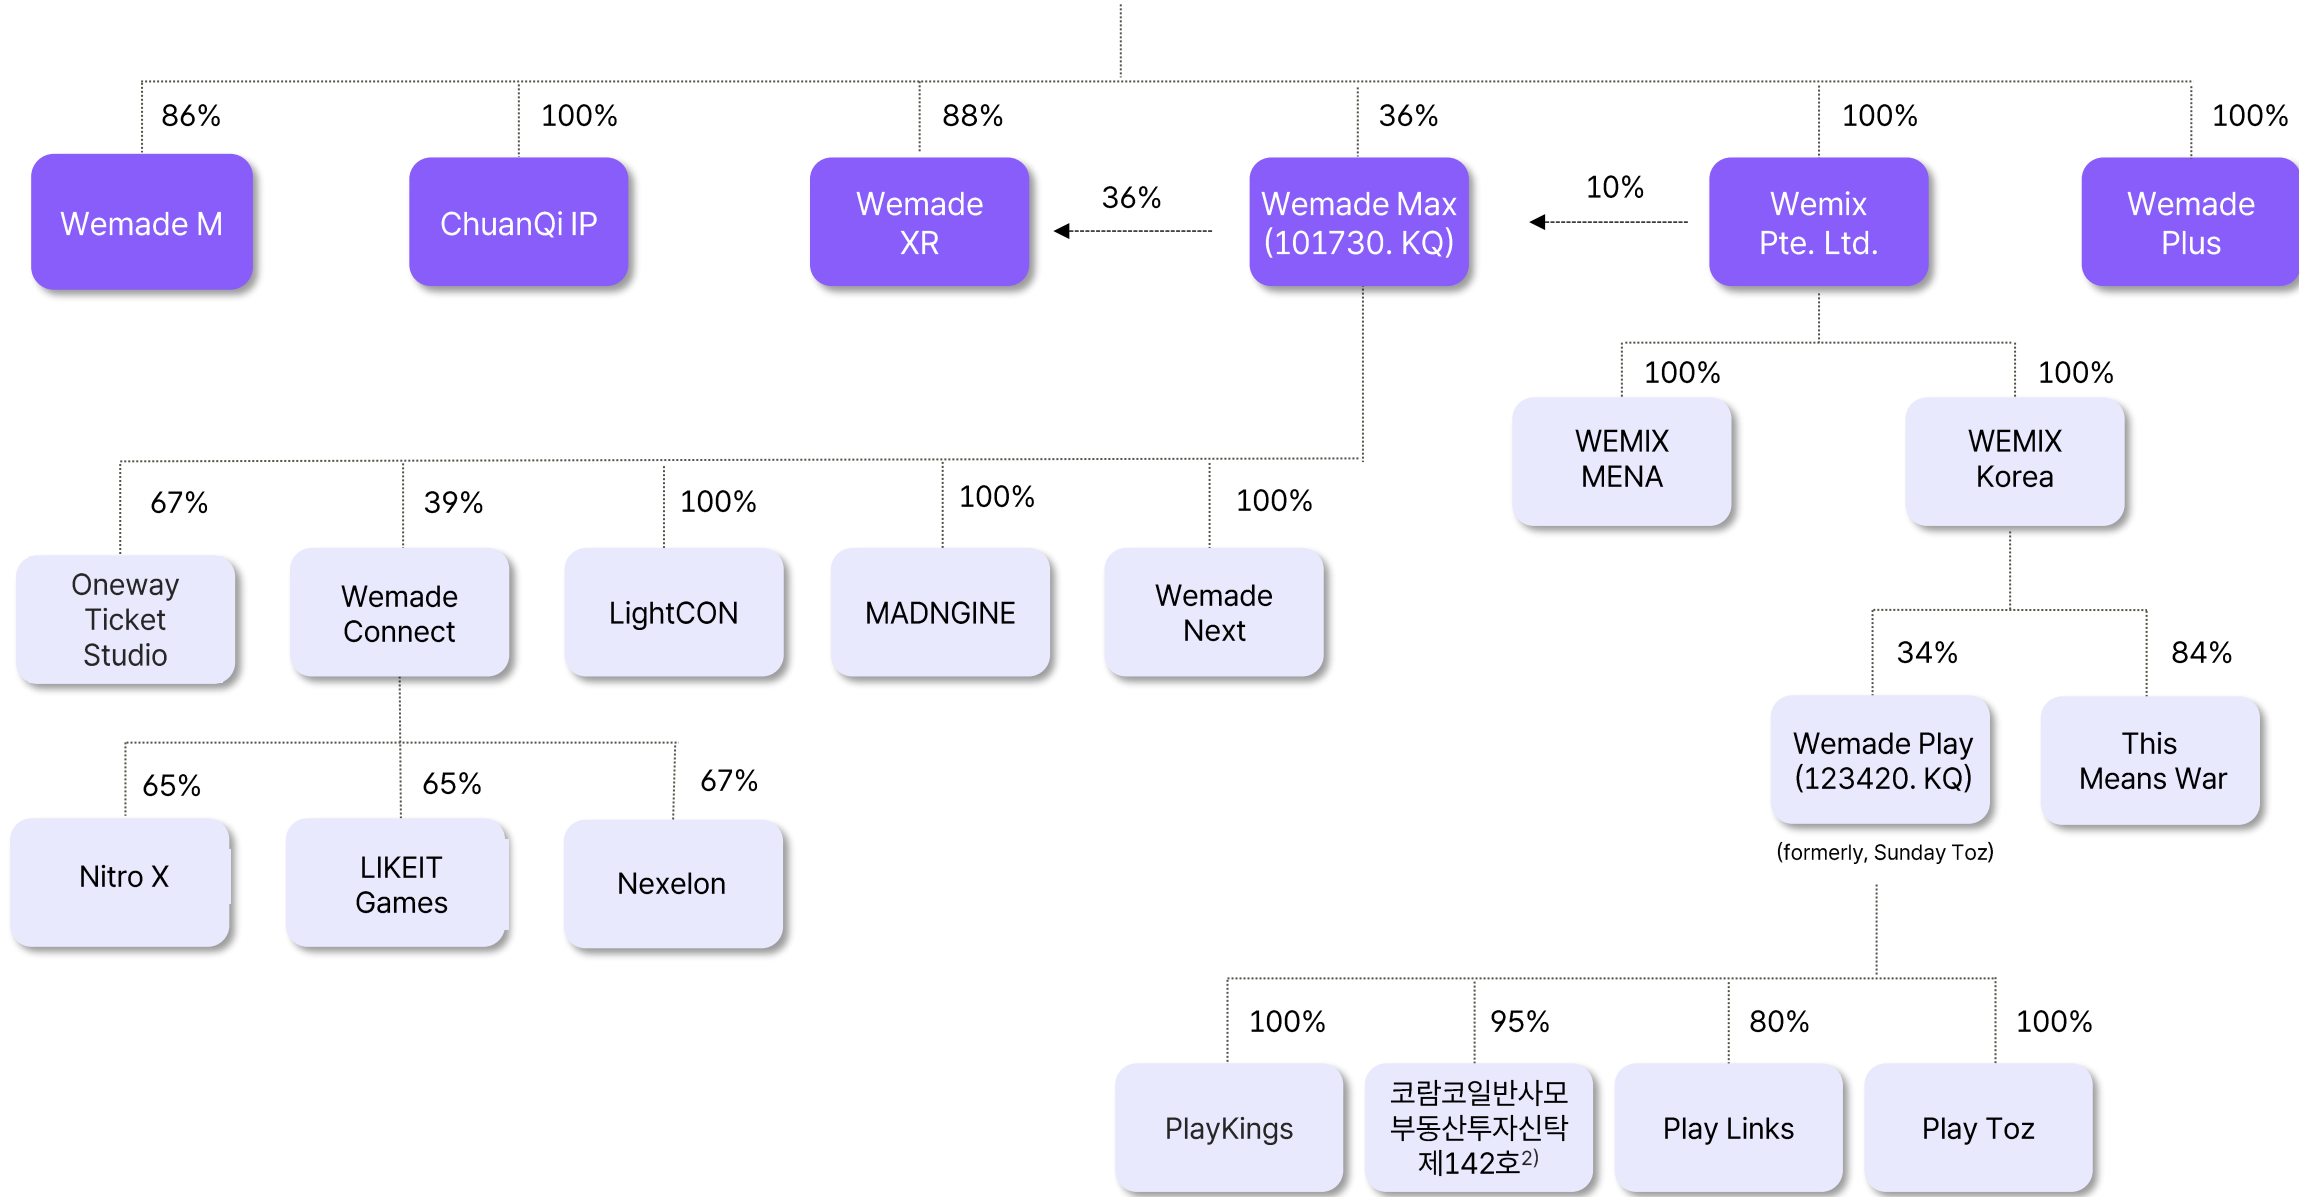 86%
100%
88%
36%
100%
100%
Wemade M
ChuanQi IP
Wemade
XR
36%
Wemade Max
(101730. KQ)
10%
Wemix
Pte. Ltd.
Wemade
Plus
100%
100%
WEMIX
MENA
WEMIX
Korea
67%
39%
100%
100%
100%
Oneway
Ticket
Studio
Wemade
Connect
LightCON
MADNGINE
Wemade
Next
34%
84%
Wemade Play
(123420. KQ)
This
Means War
(formerly, Sunday Toz)
65%
65%
67%
Nitro X
LIKEIT
Games
Nexelon
100%
95%
80%
100%
PlayKings
코람코일반사모
부동산투자신탁
제142호2)
Play Links
Play Toz